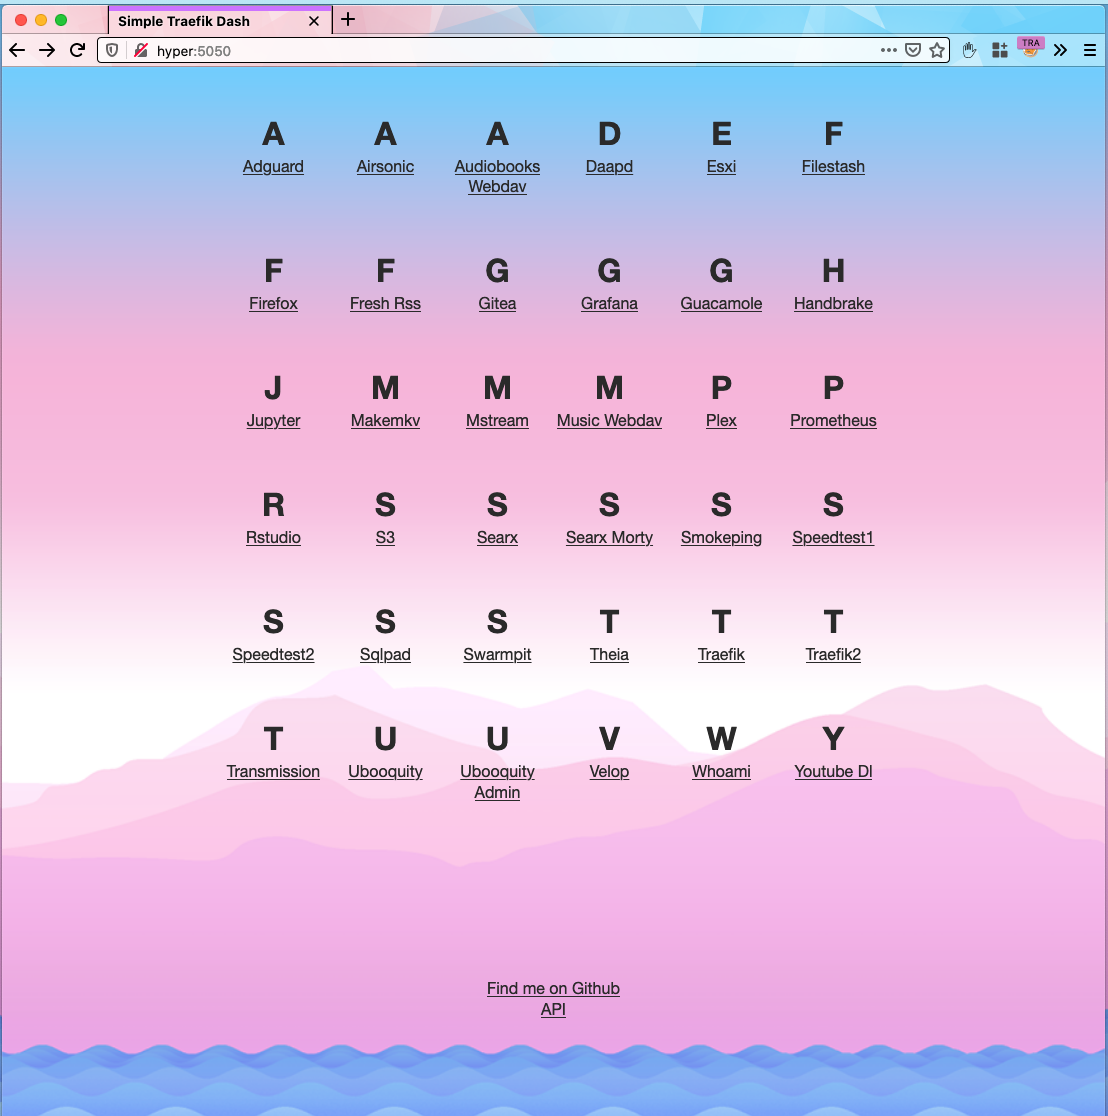 Simple Traefik Dash
hyper:5050
TRA
A A A D E F
Adguard Airsonic Audiobooks Daapd Esxi Filestash
Webdav
F F G G G H
Firefox Fresh Rss Gitea Grafana Guacamole Handbrake
J M M M P P
Jupyter Makemkv Mstream Music Webdav Plex Prometheus
R S S S S S
Rstudio S3 Searx Searx Morty Smokeping Speedtest1
S S S T T T
Speedtest2 Sqlpad Swarmpit Theia Traefik Traefik2
T U U V W Y
Transmission Ubooquity Ubooquity Velop Whoami Youtube Dl
Admin
Find me on Github
API